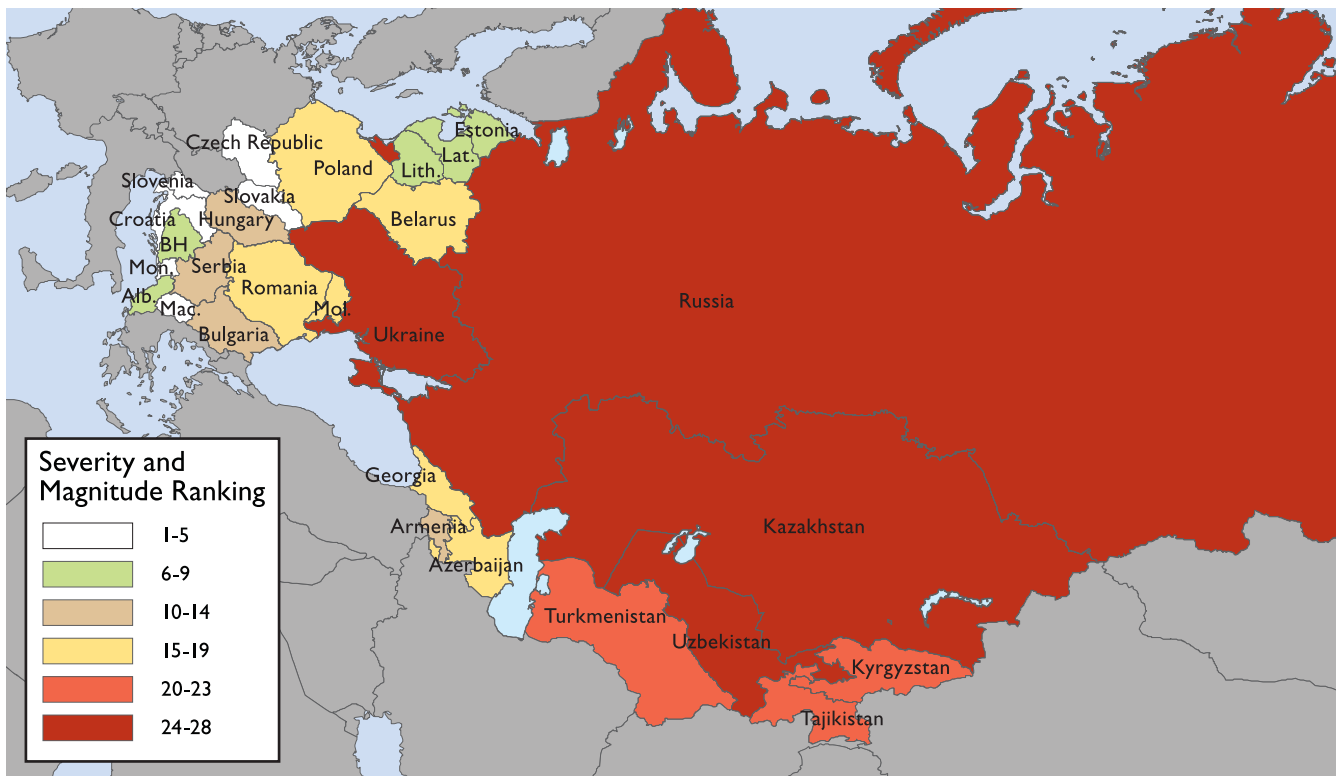 Estonia
Czech Republic
Lat.
Poland
Lith.
Slovenia
Slovakia
Croatia
Hungary
Belarus
BH
Mon.
Serbia
Romania
Alb.
Mac.
Mol.
Russia
Bulgaria
Ukraine
Georgia
Armenia
Kazakhstan
Azerbaijan
Turkmenistan
Uzbekistan
Kyrgyzstan
Tajikistan
Severity and
Magnitude Ranking
1-5
6-9
10-14
15-19
20-23
24-28